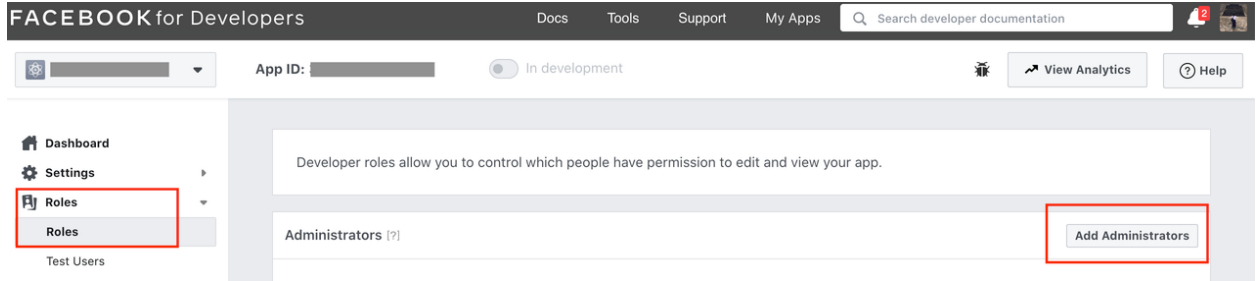 FACEBOOK for Developers
Docs Tools Support My Apps Search developer documentation 2
App ID: In development View Analytics ? Help
Dashboard
Settings
Roles
Roles
Test Users
Developer roles allow you to control which people have permission to edit and view your app.
Administrators [?] Add Administrators